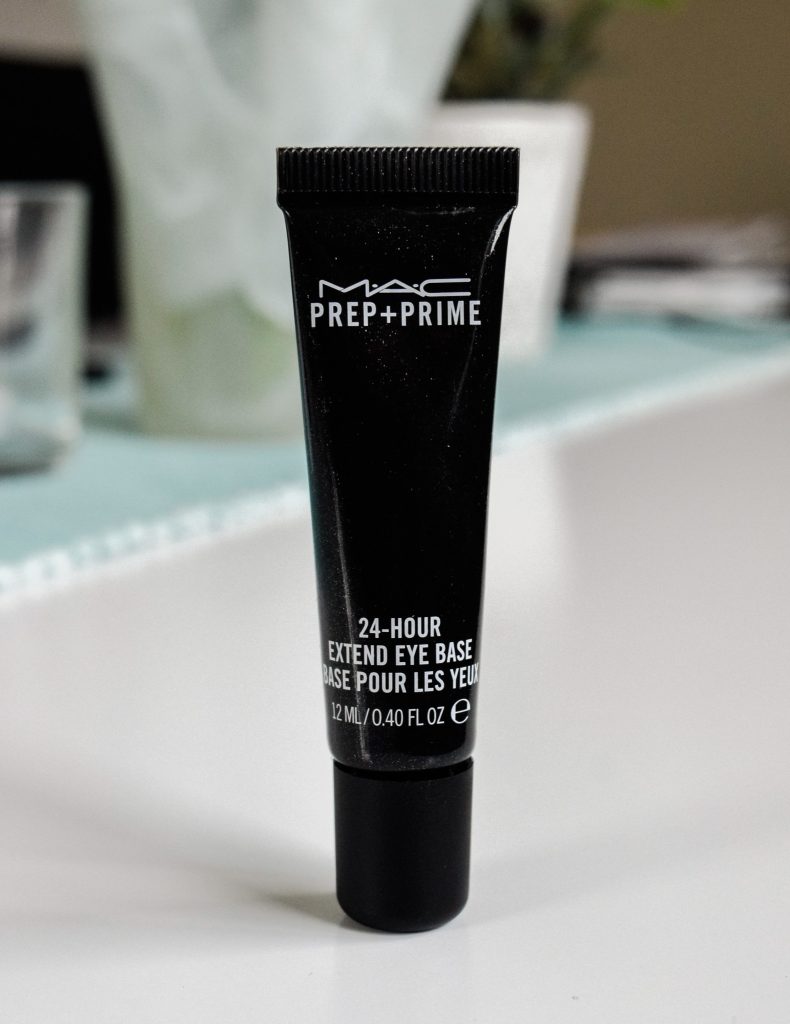 M·A·C
PREP+PRIME
24-HOUR
EXTEND EYE BASE
BASE POUR LES YEUX
12 ML/0.40 FL OZ ℮